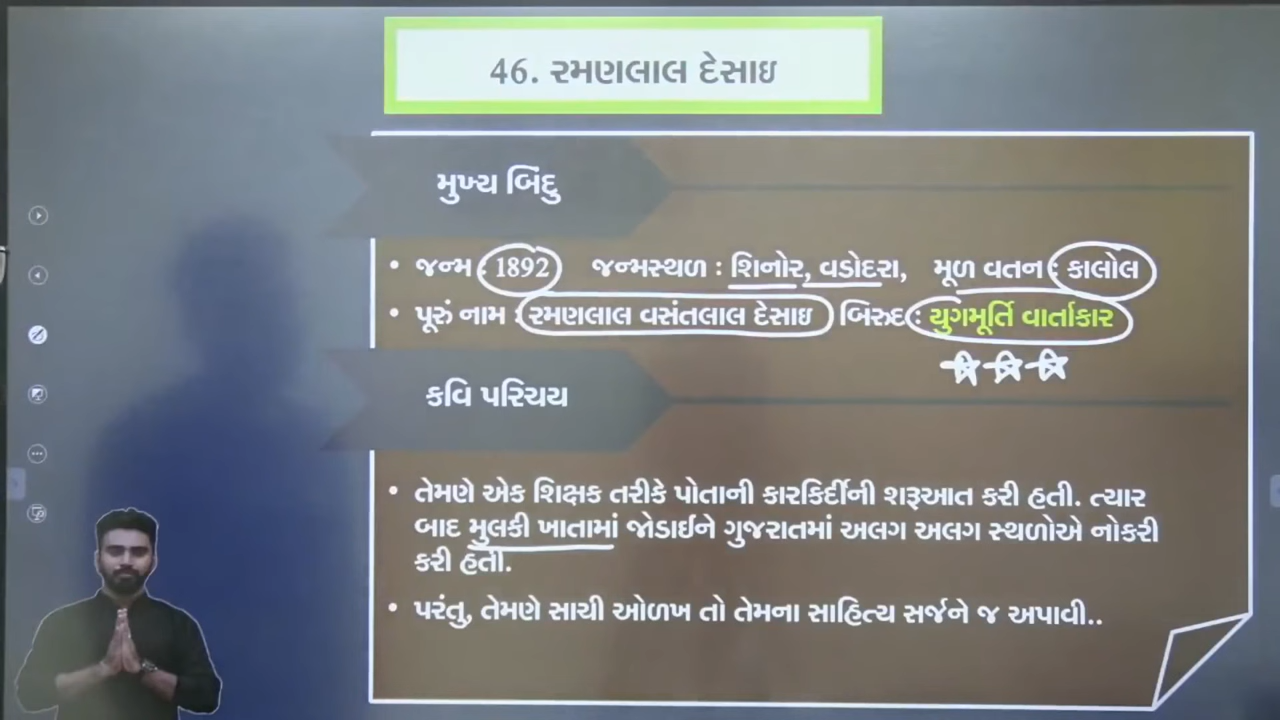 46. રમણલાલ દેસાઇ
મુખ્ય બિંદુ
• જન્મ : 1892 જન્મસ્થળ : શિનોર, વડોદરા, મૂળ વતન : કાલોલ
• પૂરું નામ : રમણલાલ વસંતલાલ દેસાઇ બિરુદ : યુગમૂર્તિ વાર્તાકાર
કવિ પરિચય
• તેમણે એક શિક્ષક તરીકે પોતાની કારકિર્દીની શરૂઆત કરી હતી. ત્યાર
બાદ મુલકી ખાતામાં જોડાઈને ગુજરાતમાં અલગ અલગ સ્થળોએ નોકરી
કરી હતી.
• પરંતુ, તેમણે સાચી ઓળખ તો તેમના સાહિત્ય સર્જને જ અપાવી..